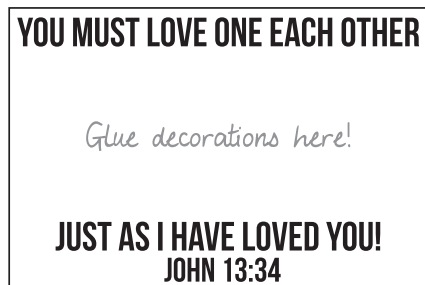 YOU MUST LOVE ONE EACH OTHER
Glue decorations here!
JUST AS I HAVE LOVED YOU!
JOHN 13:34